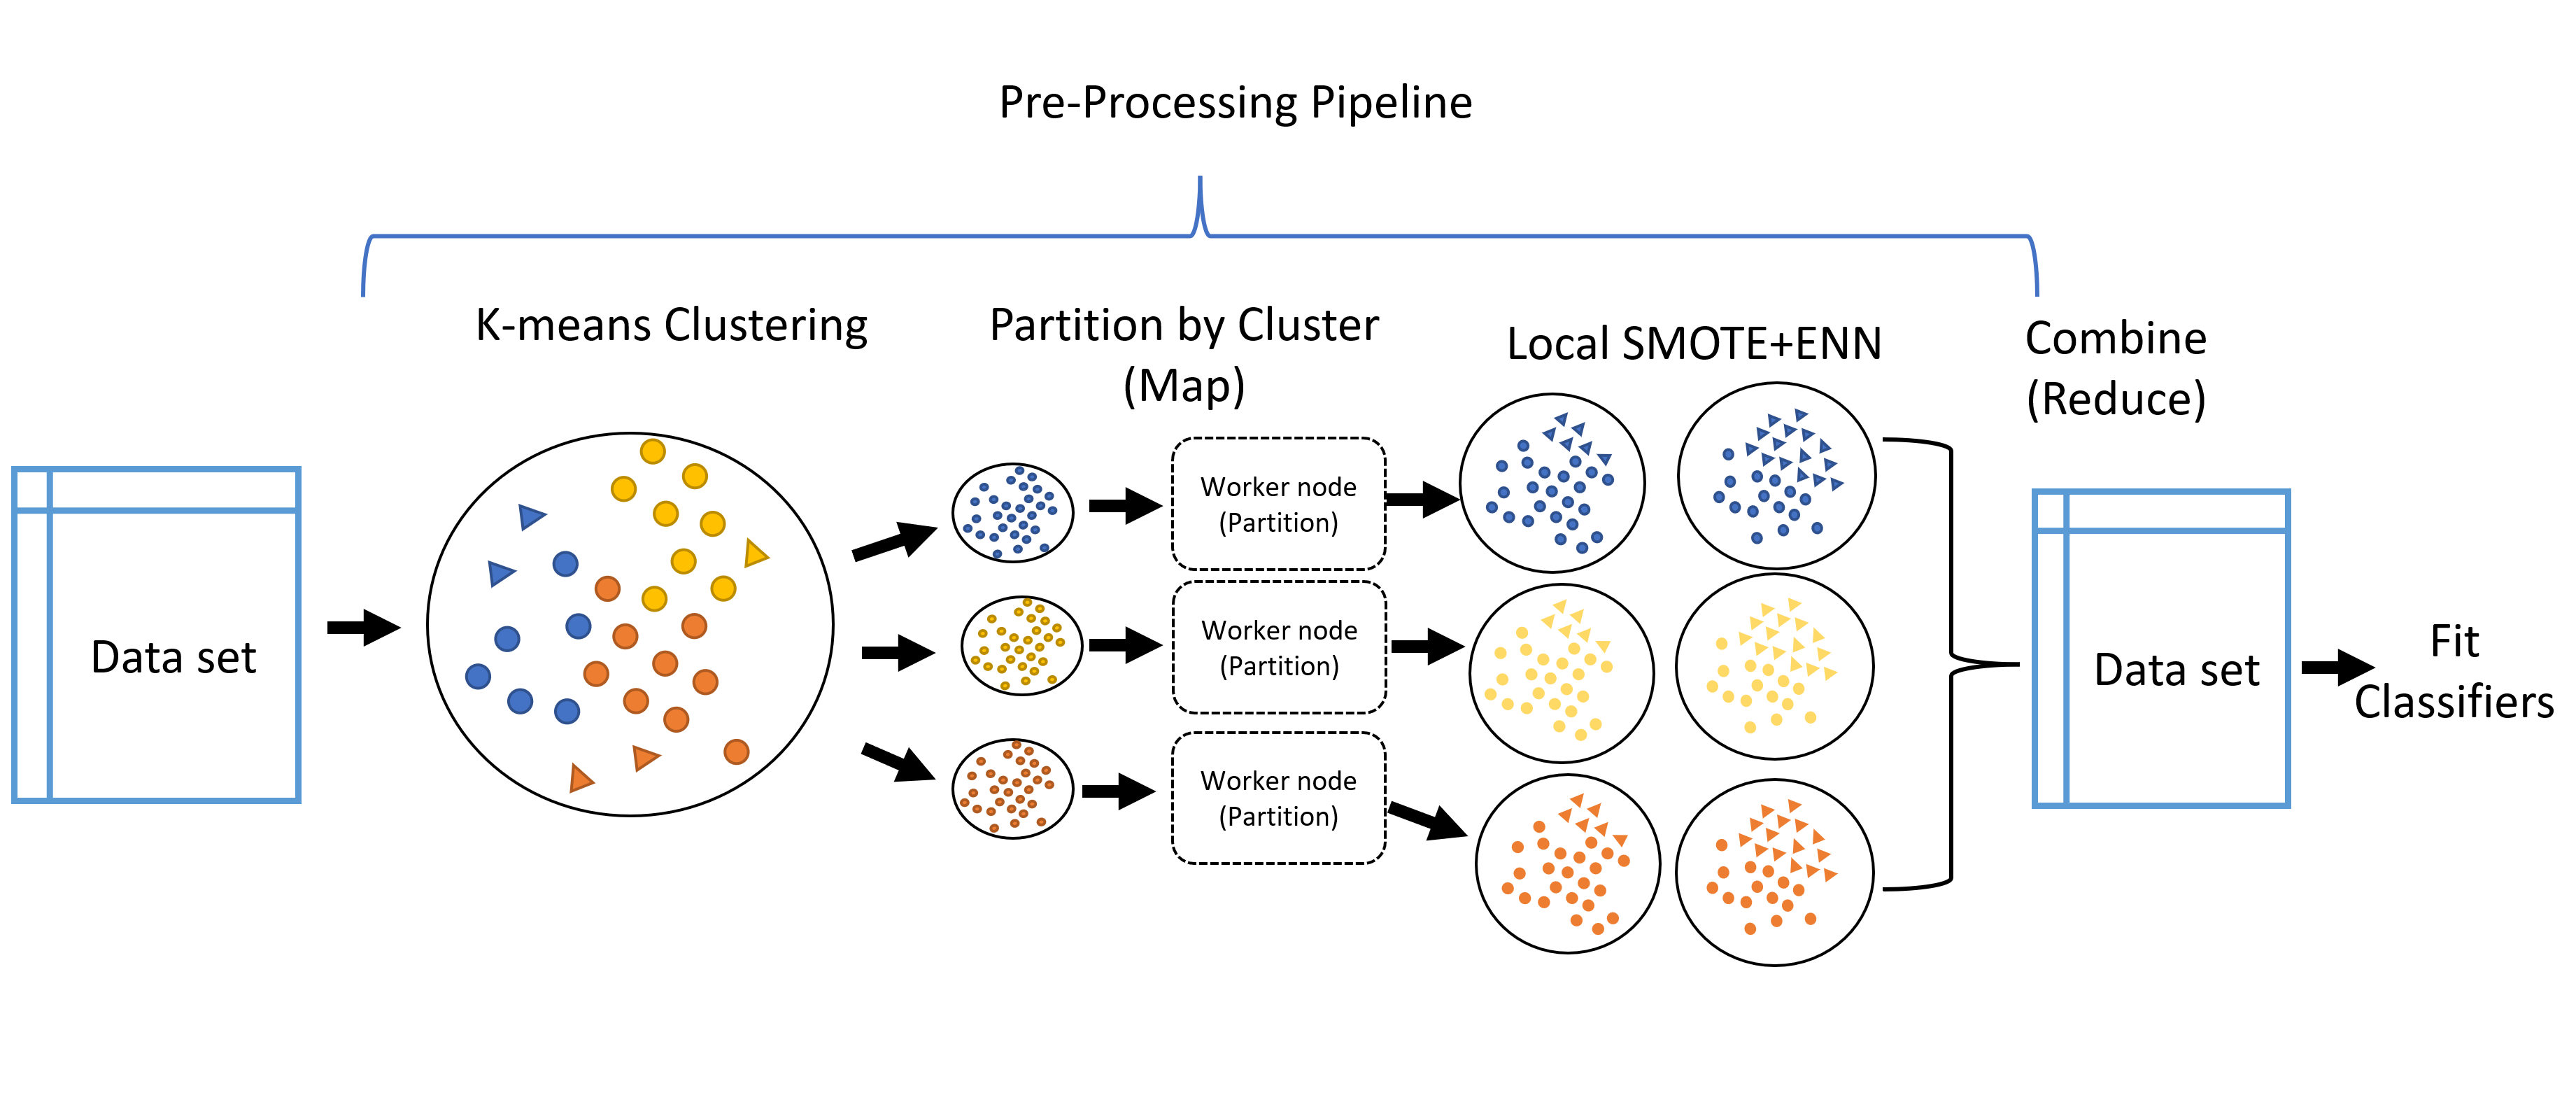 Pre-Processing Pipeline
K-means Clustering
Partition by Cluster
(Map)
Local SMOTE+ENN
Combine
(Reduce)
Data set
Worker node
(Partition)
Worker node
(Partition)
Worker node
(Partition)
Data set
Fit
Classifiers